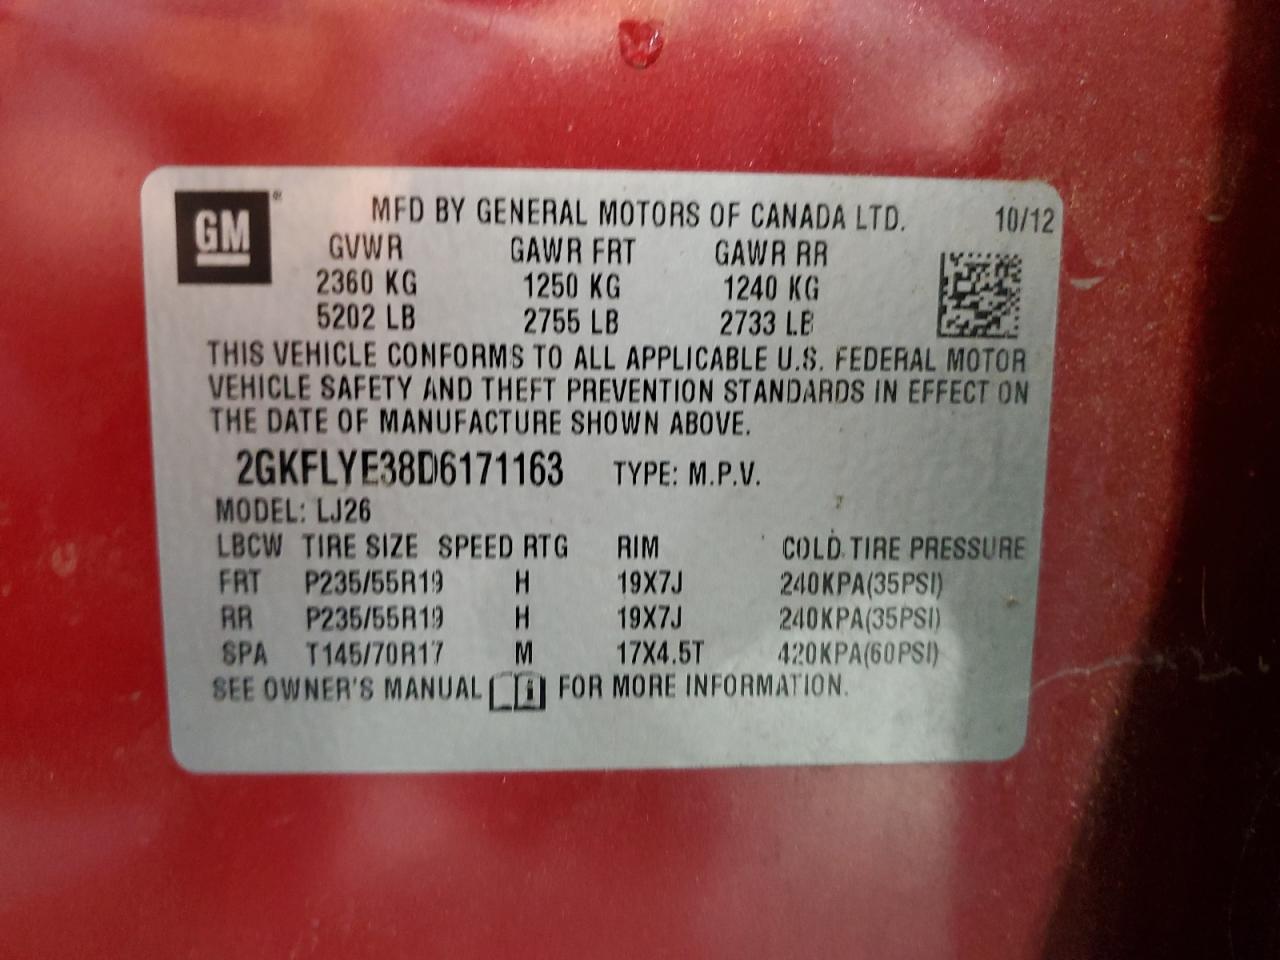 GM® MFD BY GENERAL MOTORS OF CANADA LTD. 10/12
GVWR GAWR FRT GAWR RR
2360 KG 1250 KG 1240 KG
5202 LB 2755 LB 2733 LB
THIS VEHICLE CONFORMS TO ALL APPLICABLE U.S. FEDERAL MOTOR
VEHICLE SAFETY AND THEFT PREVENTION STANDARDS IN EFFECT ON
THE DATE OF MANUFACTURE SHOWN ABOVE.
2GKFLYE38D6171163 TYPE: M.P.V.
MODEL: LJ26
LBCW TIRE SIZE SPEED RTG RIM COLD TIRE PRESSURE
FRT P235/55R19 H 19X7J 240KPA(35PSI)
RR P235/55R19 H 19X7J 240KPA(35PSI)
SPA T145/70R17 M 17X4.5T 420KPA(60PSI)
SEE OWNER'S MANUAL i FOR MORE INFORMATION.